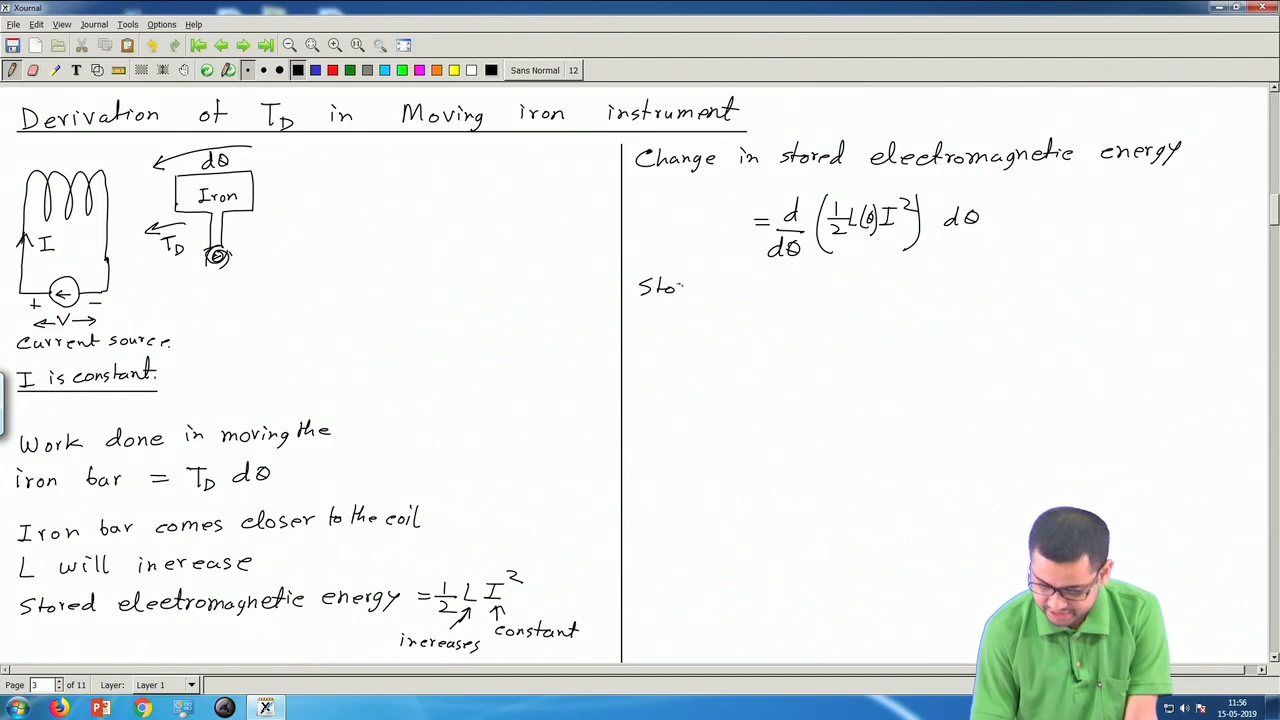 Xournal
File Edit View Journal Tools Options Help
Sans Normal 12
Derivation of T_D in Moving iron instrument
dθ
Iron
T_D
I
+ −
V
Current source.
I is constant.
Work done in moving the
iron bar = T_D dθ
Iron bar comes closer to the coil
L will increase
Stored electromagnetic energy = 1/2 L I²
increases constant
Change in stored electromagnetic energy
= d/dθ (1/2 L(θ) I²) dθ
Sto
Page 3 of 11 Layer: Layer 1
11:56
15-05-2019